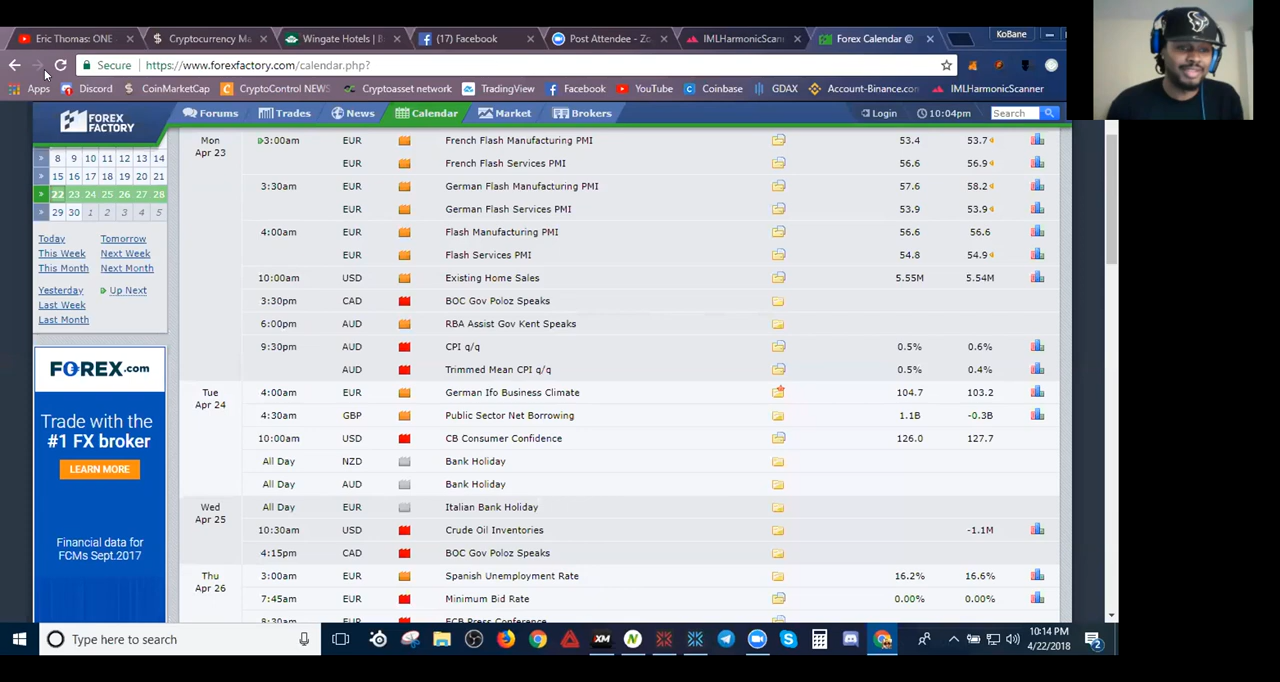 Eric Thomas: ONE
Cryptocurrency Ma
Wingate Hotels | B
(17) Facebook
Post Attendee - Zo
IMLHarmonicScan
Forex Calendar @
KoBane
Secure https://www.forexfactory.com/calendar.php?
Apps Discord CoinMarketCap CryptoControl NEWS Cryptoasset network TradingView Facebook YouTube Coinbase GDAX Account-Binance.com IMLHarmonicScanner
FOREX FACTORY
Forums Trades News Calendar Market Brokers Login 10:04pm Search
8 9 10 11 12 13 14
15 16 17 18 19 20 21
22 23 24 25 26 27 28
29 30 1 2 3 4 5
Today Tomorrow
This Week Next Week
This Month Next Month
Yesterday Up Next
Last Week
Last Month
FOREX.com
Trade with the
#1 FX broker
LEARN MORE
Financial data for
FCMs Sept.2017
Mon Apr 23 3:00am EUR French Flash Manufacturing PMI 53.4 53.7
EUR French Flash Services PMI 56.6 56.9
3:30am EUR German Flash Manufacturing PMI 57.6 58.2
EUR German Flash Services PMI 53.9 53.9
4:00am EUR Flash Manufacturing PMI 56.6 56.6
EUR Flash Services PMI 54.8 54.9
10:00am USD Existing Home Sales 5.55M 5.54M
3:30pm CAD BOC Gov Poloz Speaks
6:00pm AUD RBA Assist Gov Kent Speaks
9:30pm AUD CPI q/q 0.5% 0.6%
AUD Trimmed Mean CPI q/q 0.5% 0.4%
Tue Apr 24 4:00am EUR German Ifo Business Climate 104.7 103.2
4:30am GBP Public Sector Net Borrowing 1.1B -0.3B
10:00am USD CB Consumer Confidence 126.0 127.7
All Day NZD Bank Holiday
All Day AUD Bank Holiday
Wed Apr 25 All Day EUR Italian Bank Holiday
10:30am USD Crude Oil Inventories -1.1M
4:15pm CAD BOC Gov Poloz Speaks
Thu Apr 26 3:00am EUR Spanish Unemployment Rate 16.2% 16.6%
7:45am EUR Minimum Bid Rate 0.00% 0.00%
8:30am EUR ECB Press Conference
Type here to search
XM
N
10:14 PM
4/22/2018
2